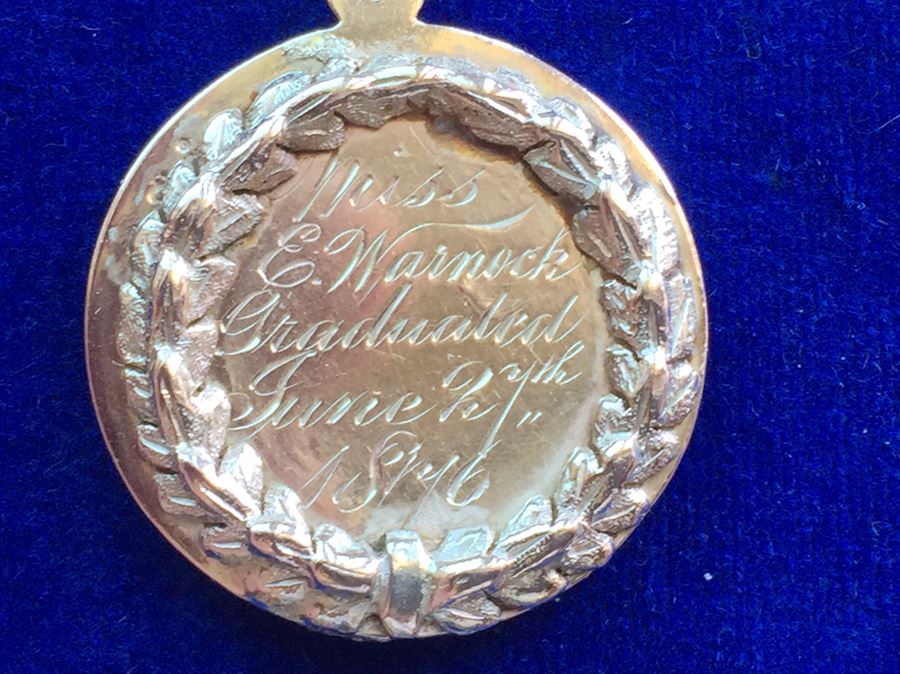 Miss
E. Warnock
Graduated
June 27th
1876